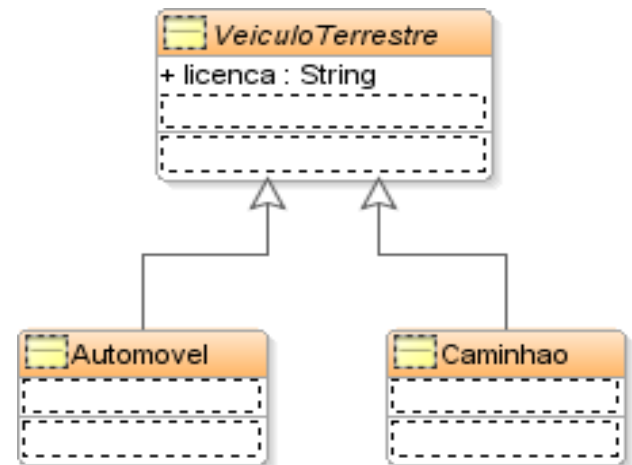 VeiculoTerrestre
+ licenca : String
Automovel
Caminhao